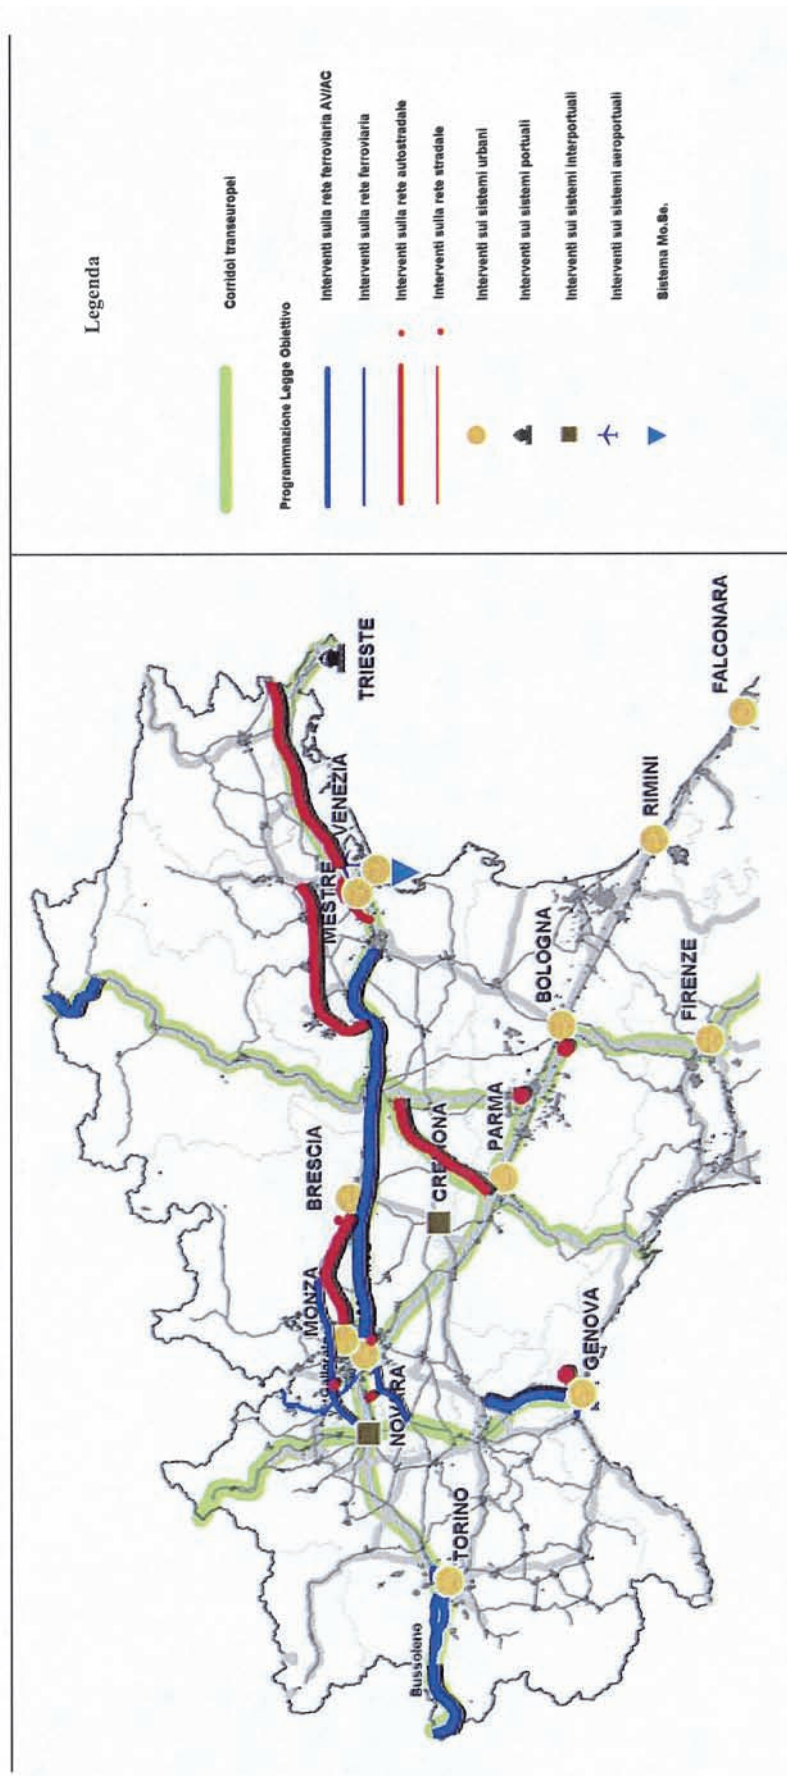 Legenda
Corridoi transeuropei
Programmazione Legge Obiettivo
Interventi sulla rete ferroviaria AV/AC
Interventi sulla rete ferroviaria
Interventi sulla rete autostradale
Interventi sulla rete stradale
Interventi sui sistemi urbani
Interventi sui sistemi portuali
Interventi sui sistemi interportuali
Interventi sui sistemi aeroportuali
Sistema Mo.Se.
TRIESTE
VENEZIA
MESTRE
BRESCIA
MONZA
NOVARA
CREMONA
TORINO
Bussoleno
PARMA
BOLOGNA
GENOVA
RIMINI
FIRENZE
FALCONARA